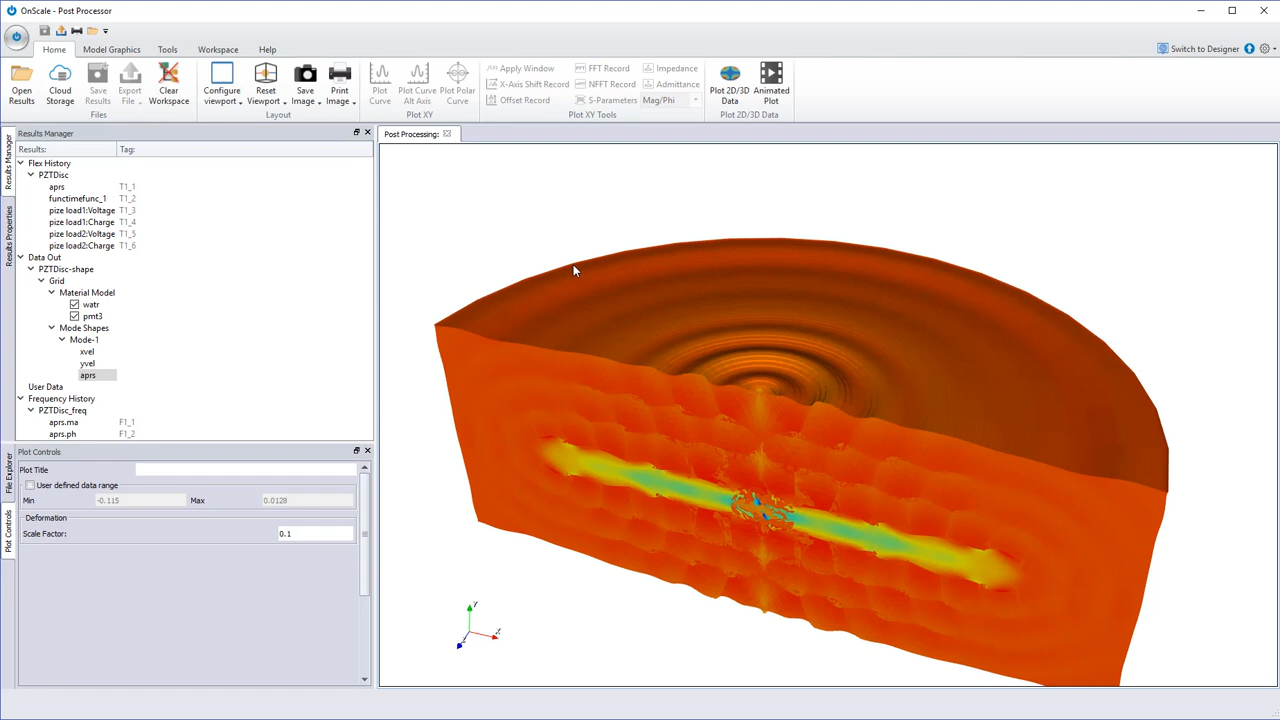 OnScale - Post Processor
Home Model Graphics Tools Workspace Help
Switch to Designer
Open Results
Cloud Storage
Save Results
Export File
Clear Workspace
Files
Configure viewport
Reset Viewport
Save Image
Print Image
Layout
Plot Curve
Plot Curve Alt Axis
Plot Polar Curve
Plot XY
Apply Window FFT Record Impedance
X-Axis Shift Record NFFT Record Admittance
Offset Record S-Parameters Mag/Phi
Plot XY Tools
Plot 2D/3D Data
Animated Plot
Plot 2D/3D Data
Results Manager
Results Properties
Results Manager
Results: Tag:
Flex History
PZTDisc
aprs T1_1
functimefunc_1 T1_2
pize load1:Voltage T1_3
pize load1:Charge T1_4
pize load2:Voltage T1_5
pize load2:Charge T1_6
Data Out
PZTDisc-shape
Grid
Material Model
watr
pmt3
Mode Shapes
Mode-1
xvel
yvel
aprs
User Data
Frequency History
PZTDisc_freq
aprs.ma F1_1
aprs.ph F1_2
File Explorer
Plot Controls
Plot Controls
Plot Title
User defined data range
Min -0.115 Max 0.0128
Deformation
Scale Factor: 0.1
Post Processing:
Y
X